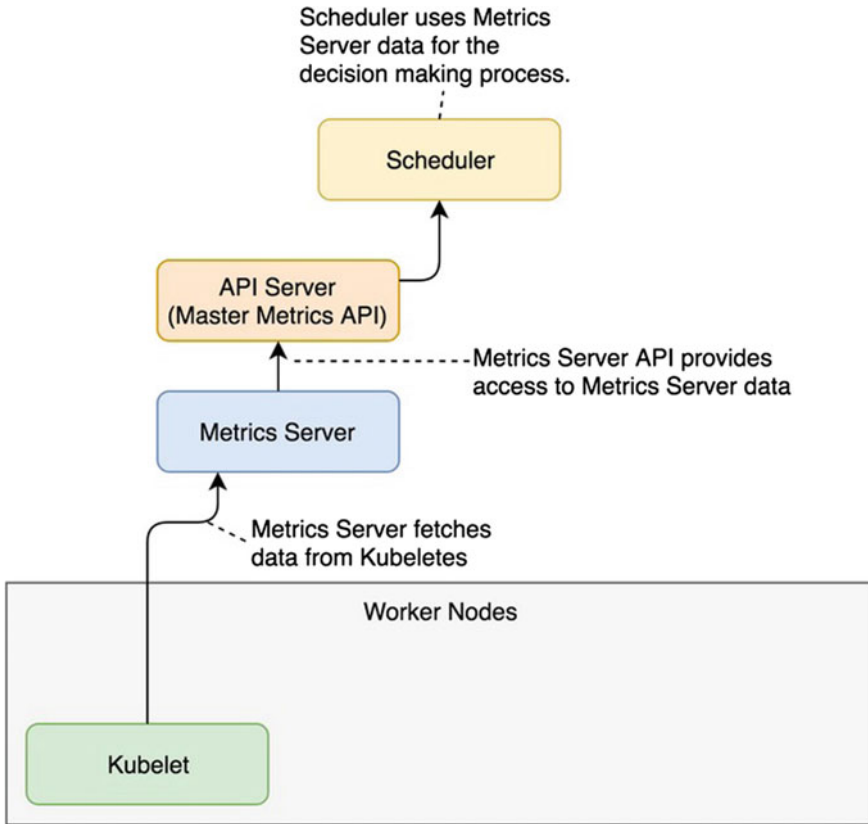 Scheduler uses Metrics
Server data for the
decision making process.
Scheduler
API Server
(Master Metrics API)
Metrics Server API provides
access to Metrics Server data
Metrics Server
Metrics Server fetches
data from Kubeletes
Worker Nodes
Kubelet